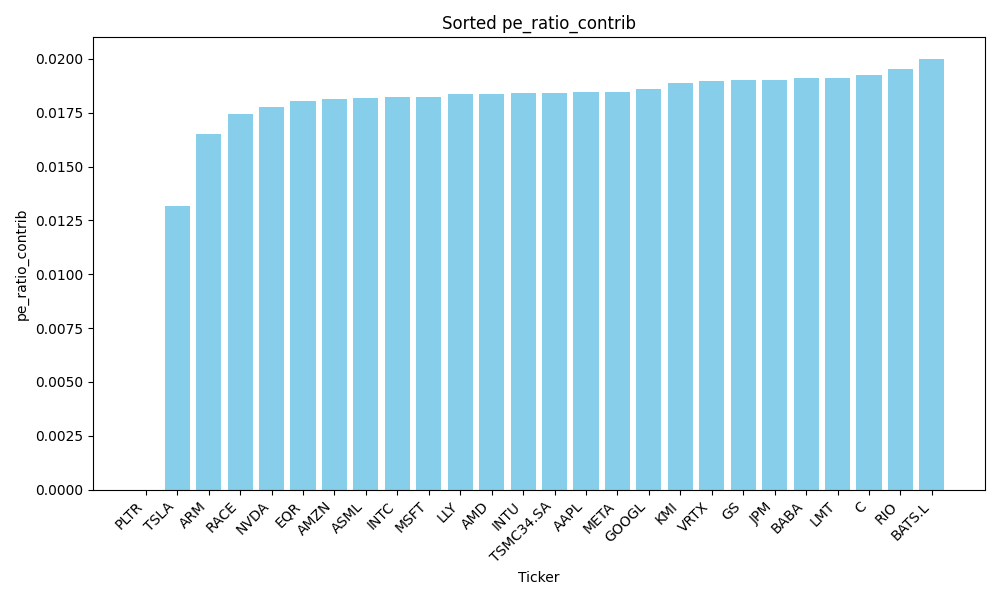 Sorted pe_ratio_contrib
pe_ratio_contrib
0.0200
0.0175
0.0150
0.0125
0.0100
0.0075
0.0050
0.0025
0.0000
PLTR
TSLA
ARM
RACE
NVDA
EQR
AMZN
ASML
INTC
MSFT
LLY
AMD
INTU
TSMC34.SA
AAPL
META
GOOGL
KMI
VRTX
GS
JPM
BABA
LMT
C
RIO
BATS.L
Ticker